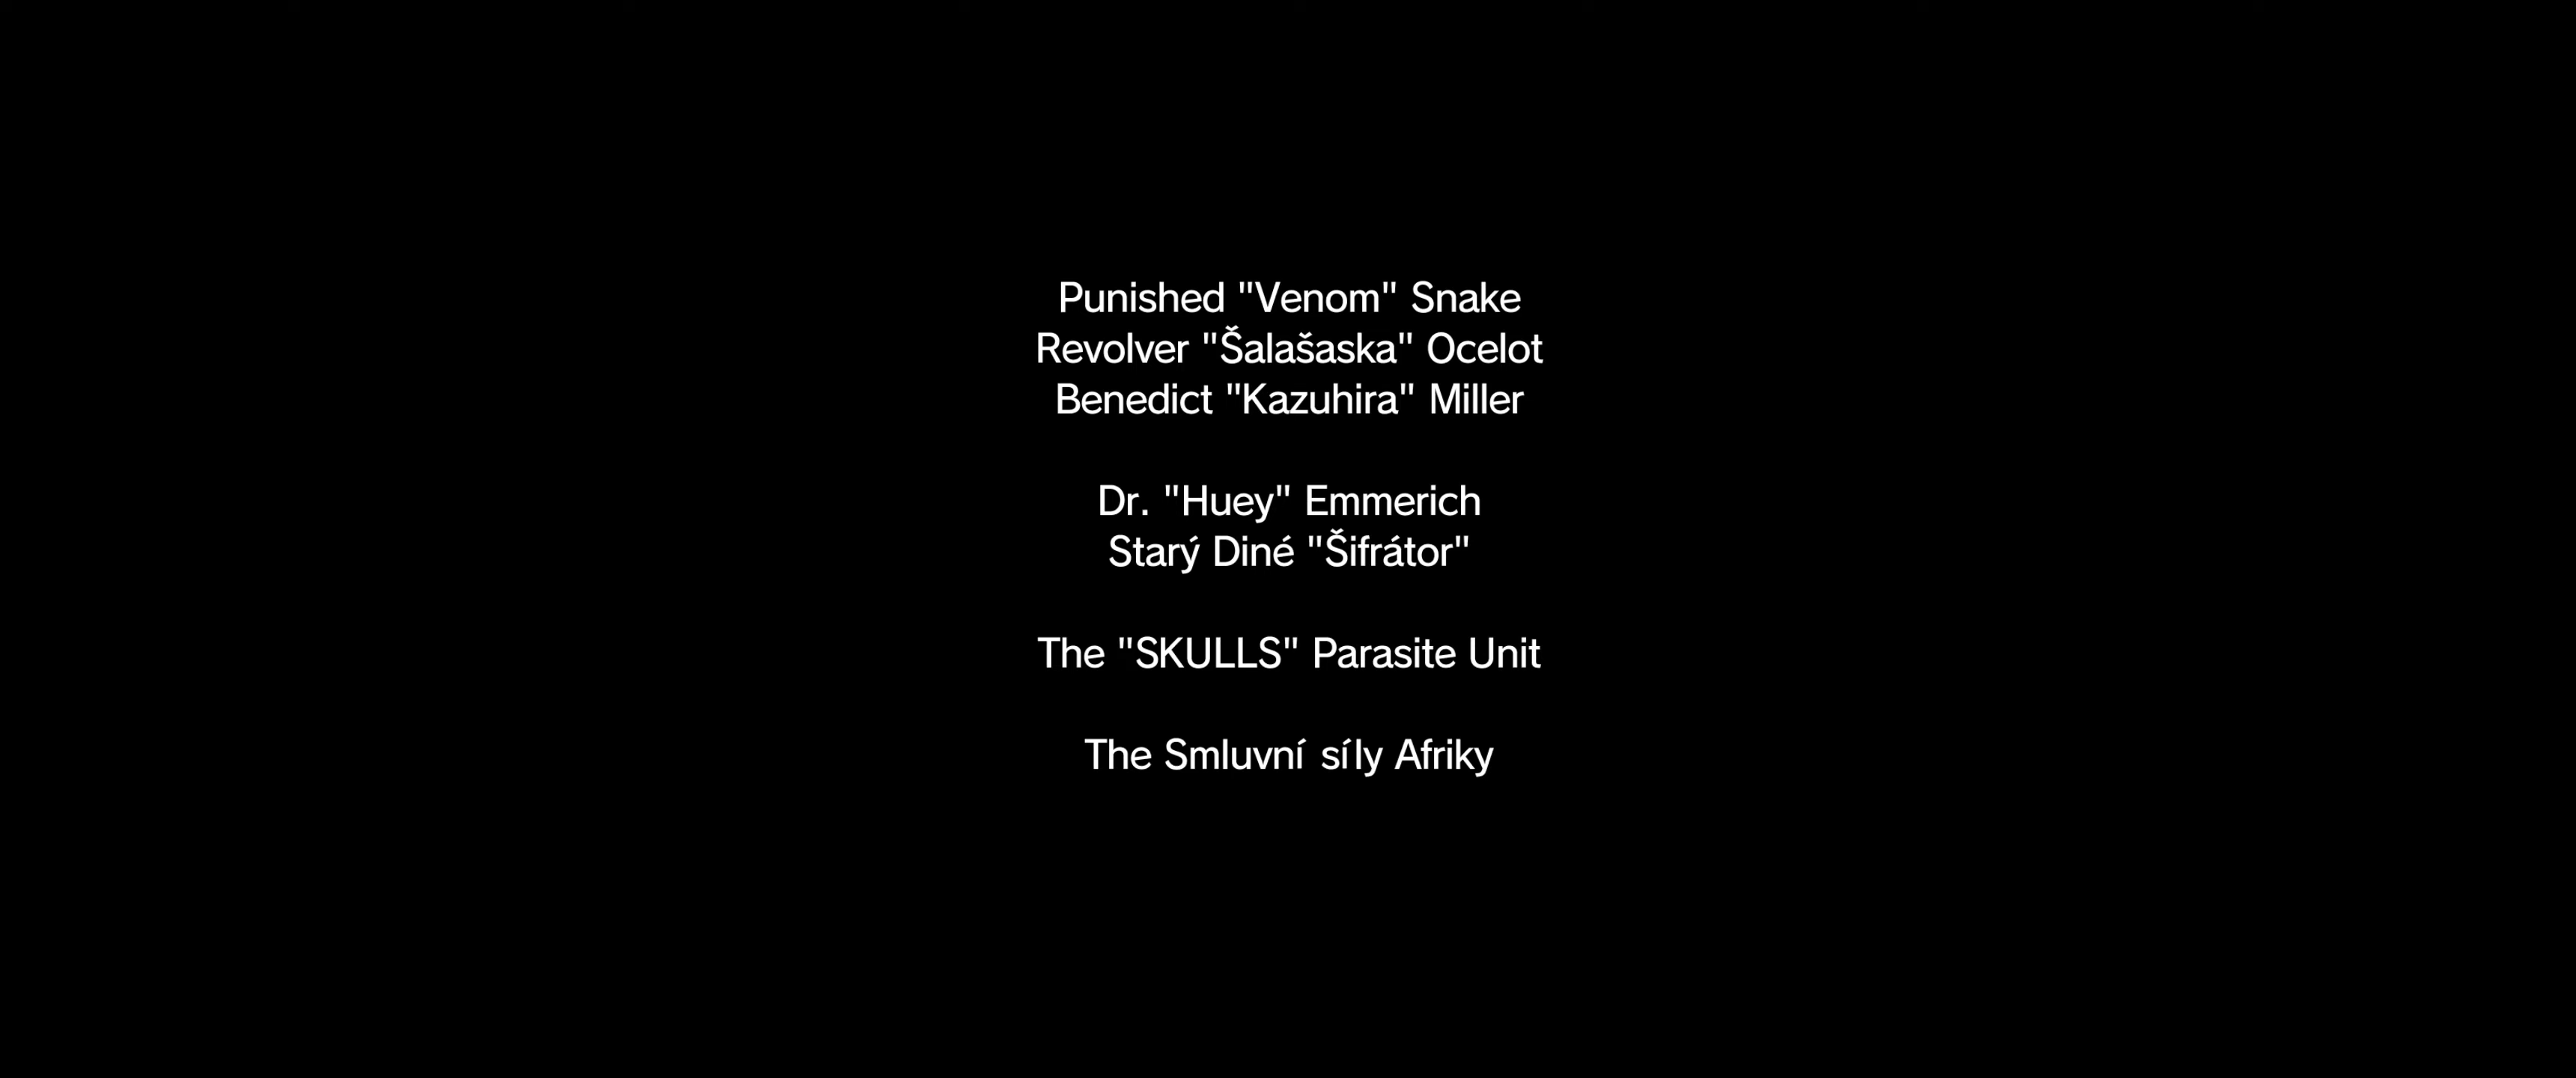 Punished "Venom" Snake
Revolver "Šalašaska" Ocelot
Benedict "Kazuhira" Miller
Dr. "Huey" Emmerich
Starý Diné "Šifrátor"
The "SKULLS" Parasite Unit
The Smluvní síly Afriky